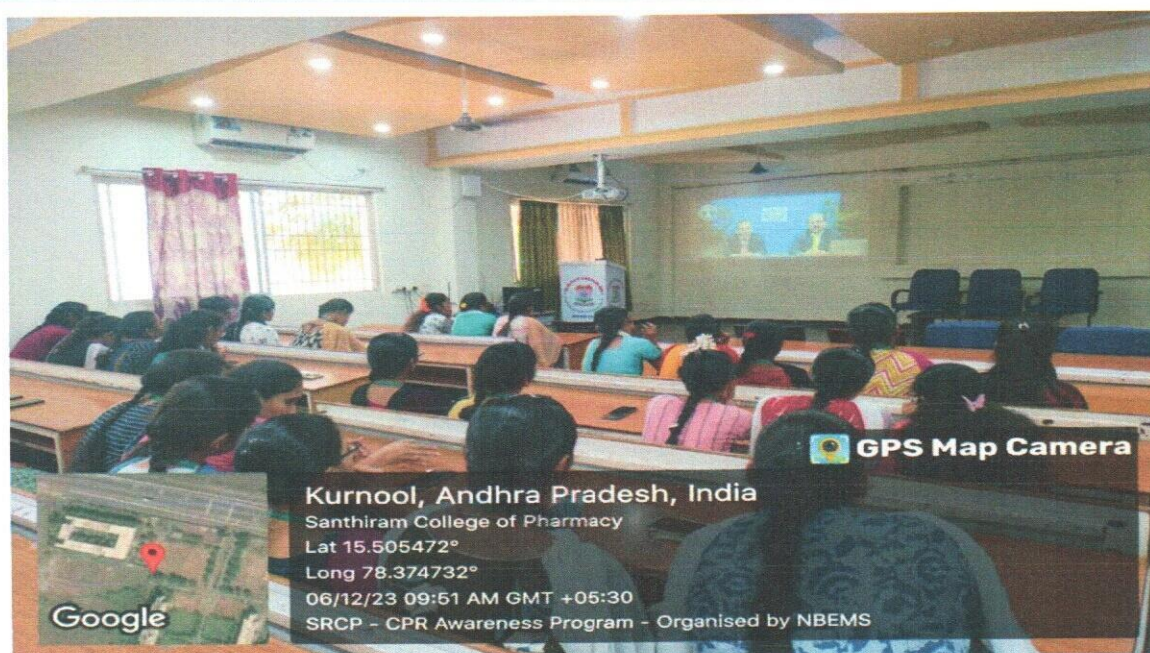 GPS Map Camera
Kurnool, Andhra Pradesh, India
Santhiram College of Pharmacy
Lat 15.505472°
Long 78.374732°
06/12/23 09:51 AM GMT +05:30
SRCP - CPR Awareness Program - Organised by NBEMS
Google